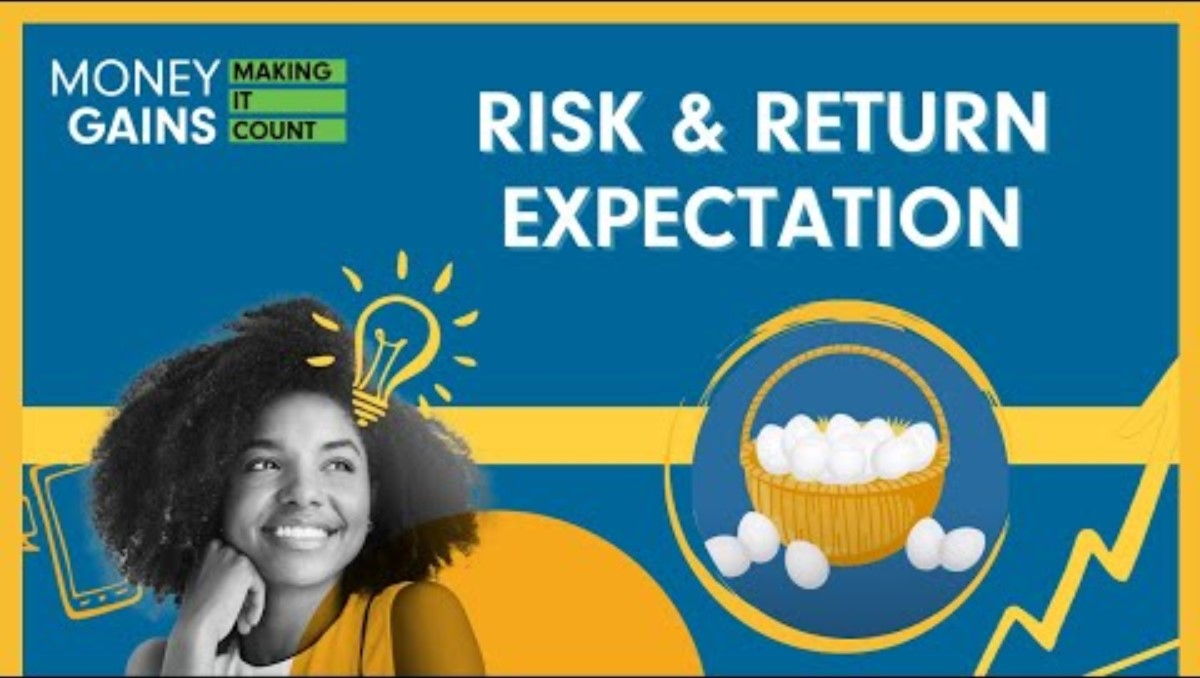 MONEY
GAINS
MAKING
IT
COUNT
RISK & RETURN
EXPECTATION